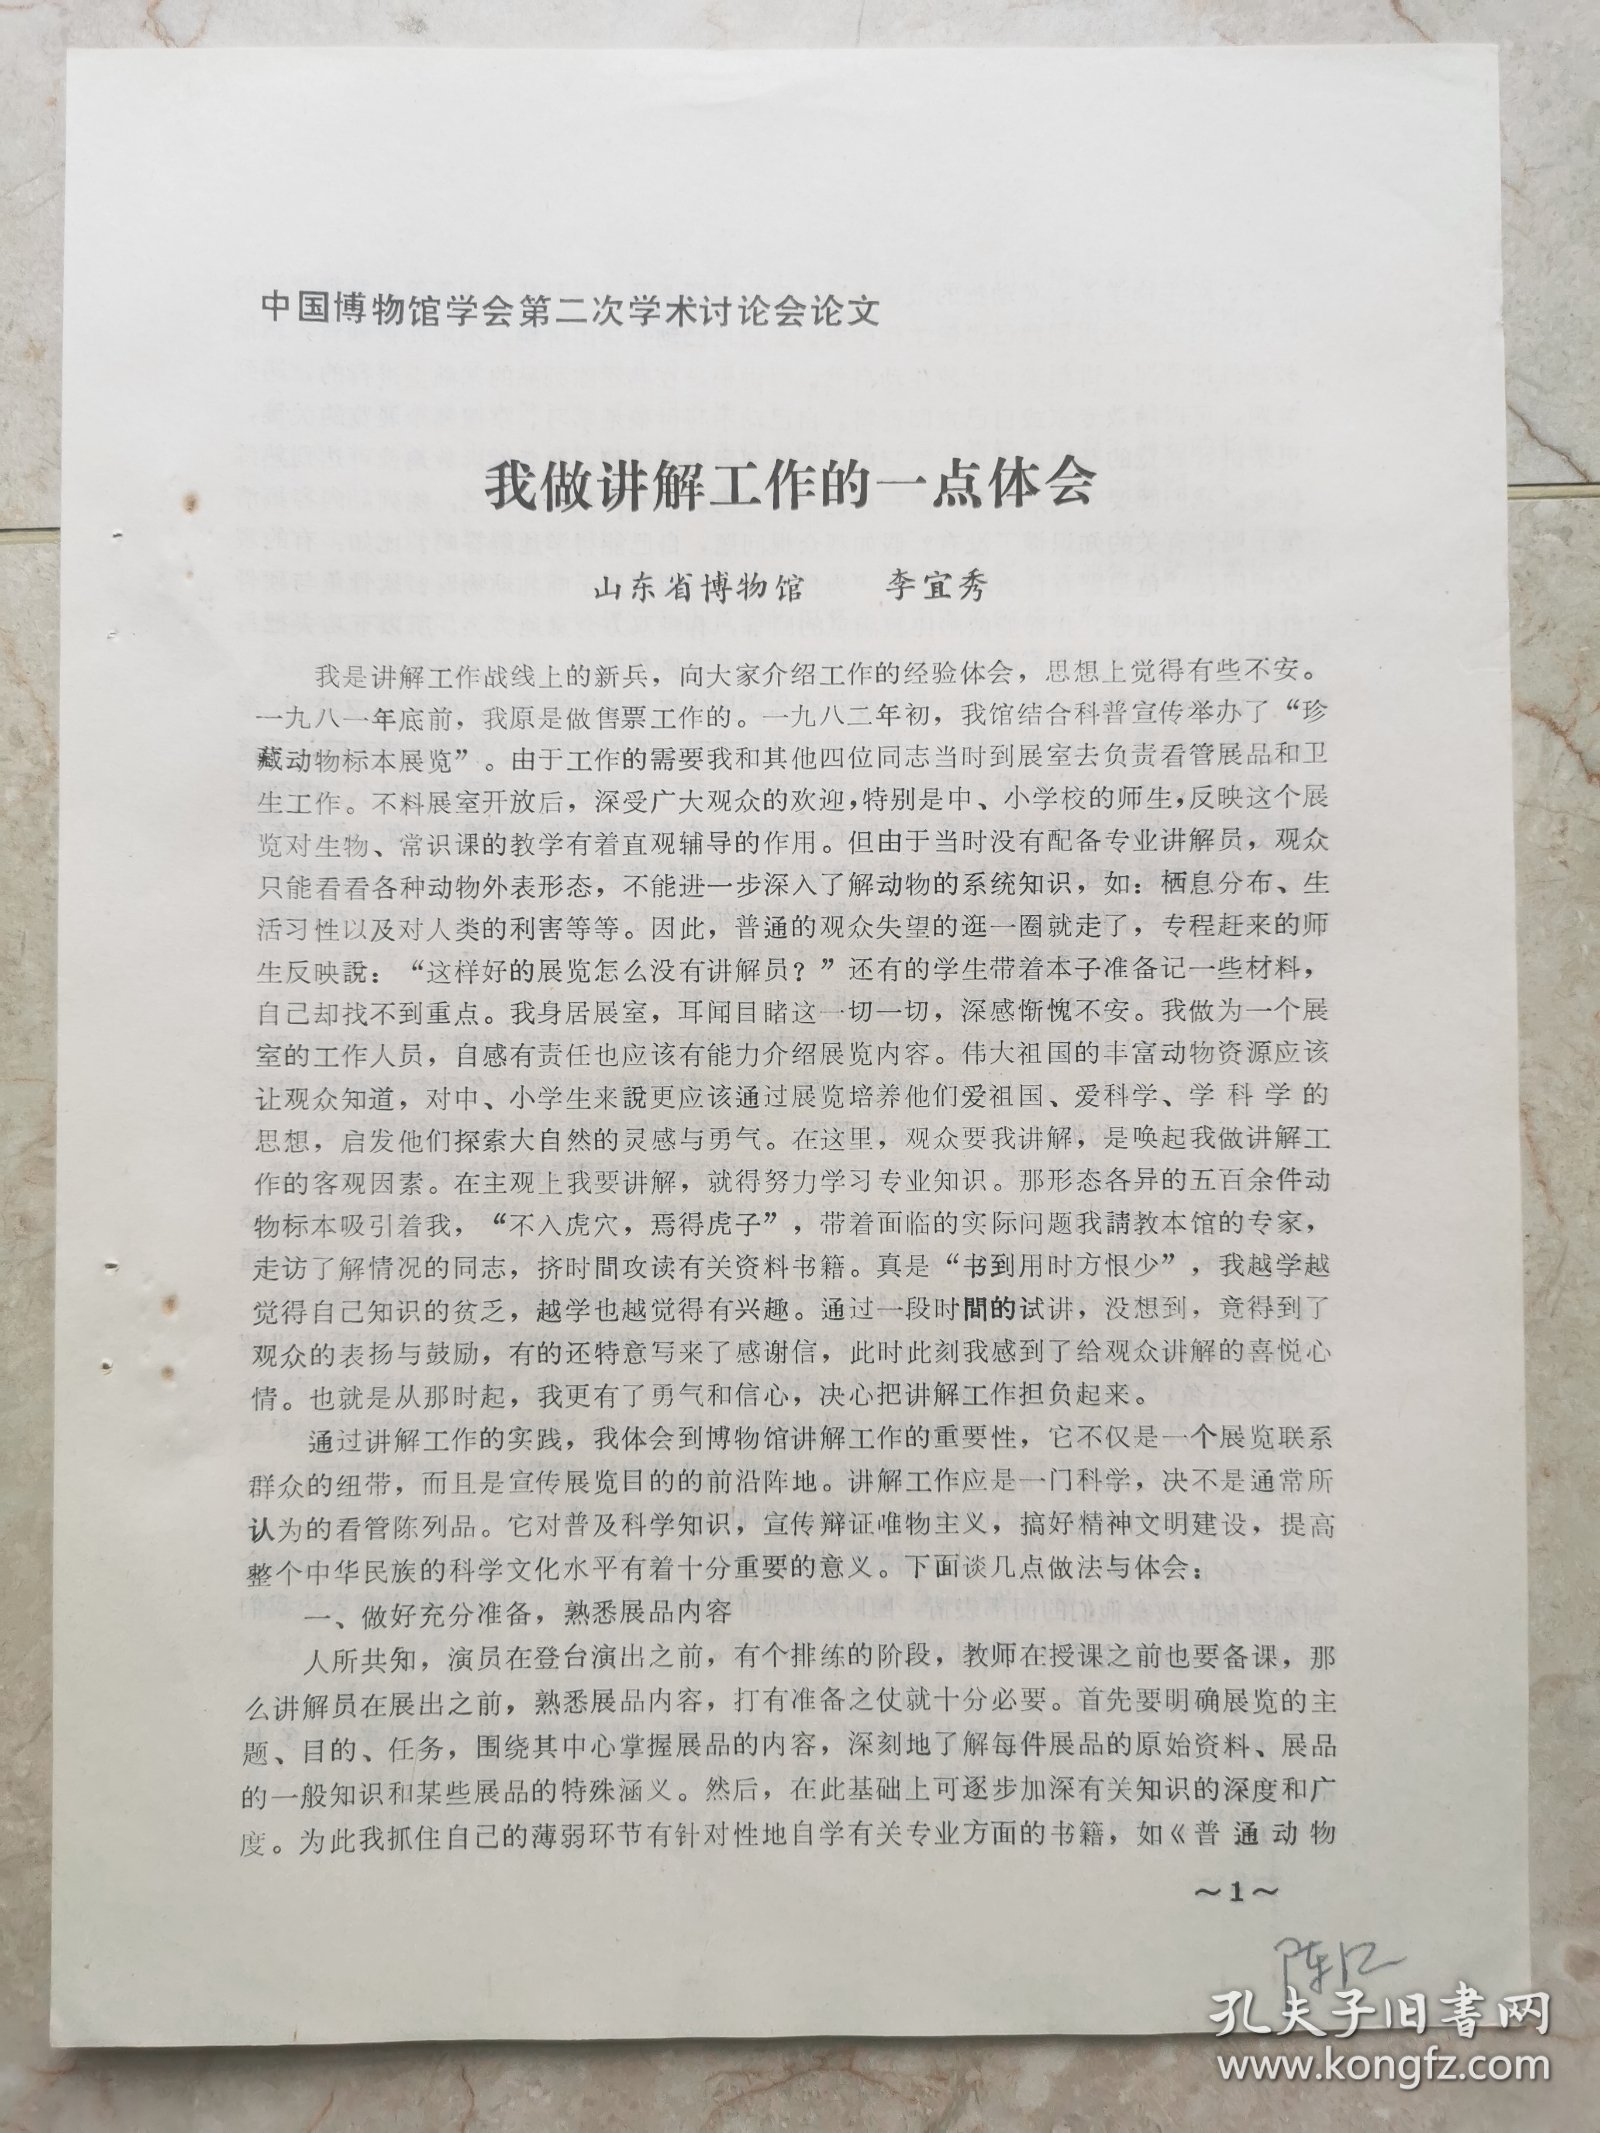 中国博物馆学会第二次学术讨论会论文
我做讲解工作的一点体会
山东省博物馆 李宜秀
我是讲解工作战线上的新兵，向大家介绍工作的经验体会，思想上觉得有些不安。
一九八一年底前，我原是做售票工作的。一九八二年初，我馆结合科普宣传举办了“珍
藏动物标本展览”。由于工作的需要我和其他四位同志当时到展室去负责看管展品和卫
生工作。不料展室开放后，深受广大观众的欢迎，特别是中、小学校的师生，反映这个展
览对生物、常识课的教学有着直观辅导的作用。但由于当时没有配备专业讲解员，观众
只能看看各种动物外表形态，不能进一步深入了解动物的系统知识，如：栖息分布、生
活习性以及对人类的利害等等。因此，普通的观众失望的逛一圈就走了，专程赶来的师
生反映說：“这样好的展览怎么没有讲解员？”还有的学生带着本子准备记一些材料，
自己却找不到重点。我身居展室，耳闻目睹这一切一切，深感惭愧不安。我做为一个展
室的工作人员，自感有责任也应该有能力介绍展览内容。伟大祖国的丰富动物资源应该
让观众知道，对中、小学生来說更应该通过展览培养他们爱祖国、爱科学、学科学的
思想，启发他们探索大自然的灵感与勇气。在这里，观众要我讲解，是唤起我做讲解工
作的客观因素。在主观上我要讲解，就得努力学习专业知识。那形态各异的五百余件动
物标本吸引着我，“不入虎穴，焉得虎子”，带着面临的实际问题我請教本馆的专家，
走访了解情况的同志，挤时間攻读有关资料书籍。真是“书到用时方恨少”，我越学越
觉得自己知识的贫乏，越学也越觉得有兴趣。通过一段时間的试讲，没想到，竟得到了
观众的表扬与鼓励，有的还特意写来了感谢信，此时此刻我感到了给观众讲解的喜悦心
情。也就是从那时起，我更有了勇气和信心，决心把讲解工作担负起来。
通过讲解工作的实践，我体会到博物馆讲解工作的重要性，它不仅是一个展览联系
群众的纽带，而且是宣传展览目的的前沿阵地。讲解工作应是一门科学，决不是通常所
认为的看管陈列品。它对普及科学知识，宣传辩证唯物主义，搞好精神文明建设，提高
整个中华民族的科学文化水平有着十分重要的意义。下面谈几点做法与体会：
一、做好充分准备，熟悉展品内容
人所共知，演员在登台演出之前，有个排练的阶段，教师在授课之前也要备课，那
么讲解员在展出之前，熟悉展品内容，打有准备之仗就十分必要。首先要明确展览的主
题、目的、任务，围绕其中心掌握展品的内容，深刻地了解每件展品的原始资料、展品
的一般知识和某些展品的特殊涵义。然后，在此基础上可逐步加深有关知识的深度和广
度。为此我抓住自己的薄弱环节有针对性地自学有关专业方面的书籍，如《普通动物
～1～
孔夫子旧书网
www.kongfz.com